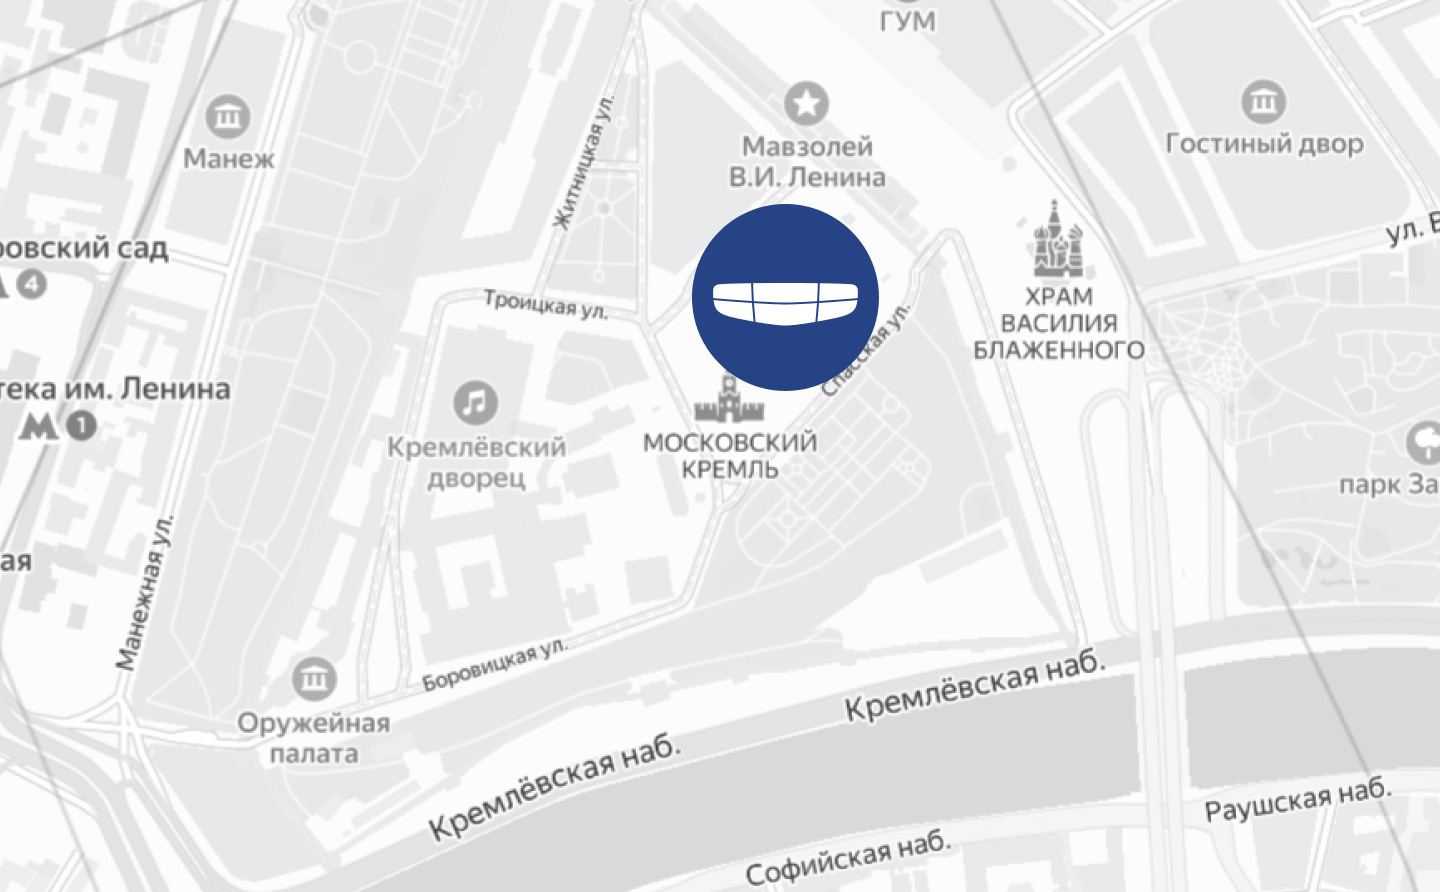 ГУМ
Манеж
Житницкая ул.
Мавзолей
В.И. Ленина
Гостиный двор
ровский сад
4
ул. В
Троицкая ул.
ХРАМ
ВАСИЛИЯ
БЛАЖЕННОГО
Спасская ул.
тека им. Ленина
1
Кремлёвский
дворец
МОСКОВСКИЙ
КРЕМЛЬ
парк За
ая
Манежная ул.
Боровицкая ул.
Оружейная
палата
Кремлёвская наб.
Кремлёвская наб.
Раушская наб.
Софийская наб.